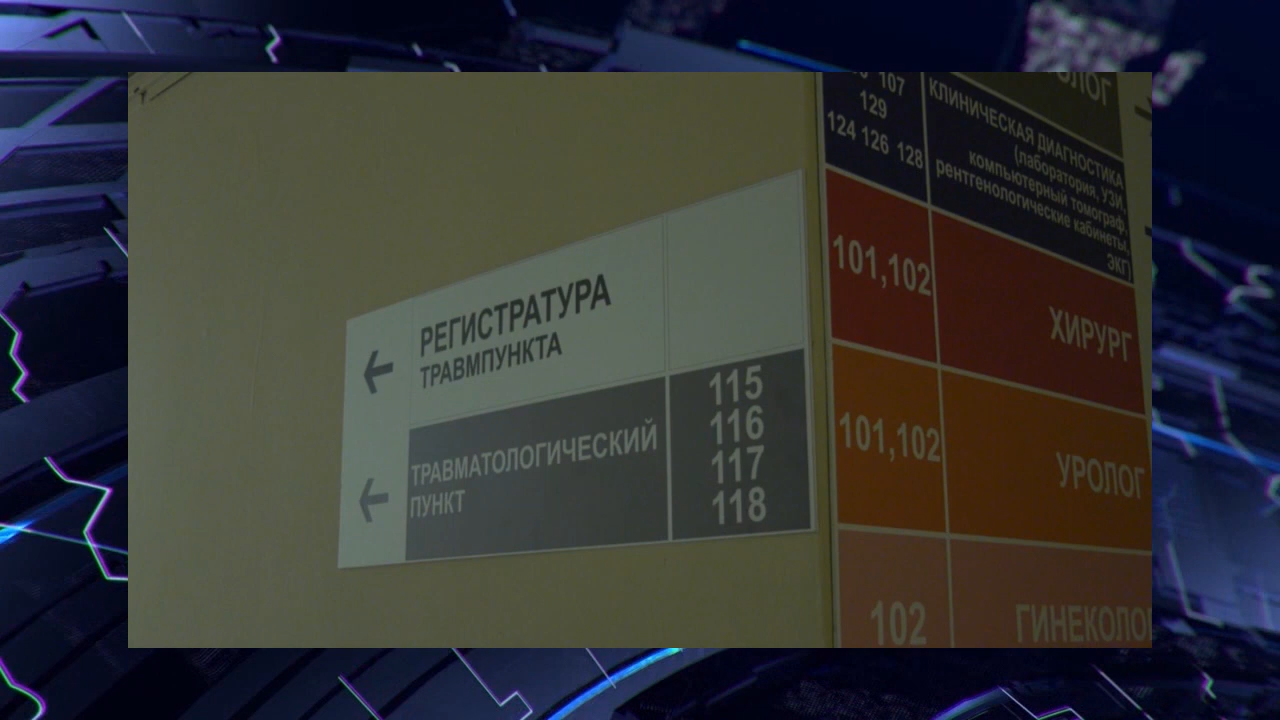 РЕГИСТРАТУРА
ТРАВМПУНКТА
ТРАВМАТОЛОГИЧЕСКИЙ
ПУНКТ
115
116
117
118
107
129
124 126 128
КЛИНИЧЕСКАЯ ДИАГНОСТИКА
(лаборатория, УЗИ,
компьютерный томограф,
рентгенологические кабинеты,
ЭКГ)
101,102
ХИРУРГ
101,102
УРОЛОГ
102